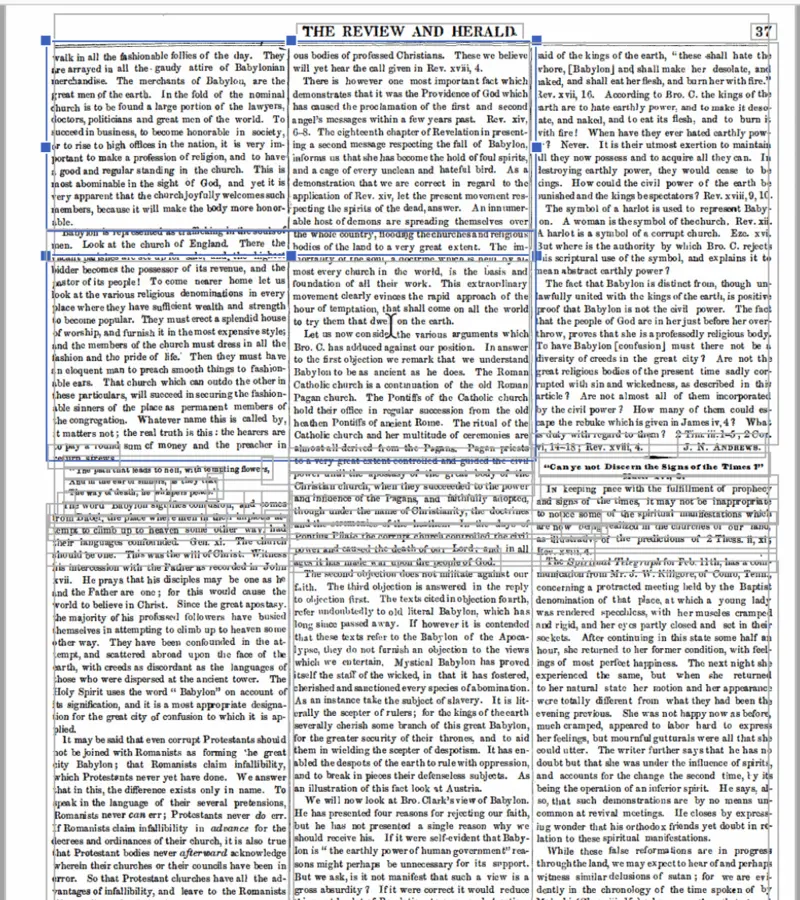 THE REVIEW AND HERALD.
37
walk in all the fashionable follies of the day. They
are arrayed in all the gaudy attire of Babylonian
merchandise. The merchants of Babylon, are the
great men of the earth. In the fold of the nominal
church is to be found a large portion of the lawyers,
doctors, politicians and great men of the world. To
succeed in business, to become honorable in society,
or to rise to high offices in the nation, it is very im-
portant to make a profession of religion, and to have
a good and regular standing in the church. This is
most abominable in the sight of God, and yet it is
very apparent that the church joyfully welcomes such
members, because it will make the body more honor-
able.
Babylon is represented as trafficking in the souls of
men. Look at the church of England. There the
bidder becomes the possessor of its revenue, and the
pastor of its people! To come nearer home let us
look at the various religious denominations in every
place where they have sufficient wealth and strength
to become popular. They must erect a splendid house
of worship, and furnish it in the most expensive style;
and the members of the church must dress in all the
fashion and the pride of life. Then they must have
an eloquent man to preach smooth things to fashion-
able ears. That church which can outdo the other in
these particulars, will succeed in securing the fashion-
able sinners of the place as permanent members of
the congregation. Whatever name this is called by,
it matters not; the real truth is this: the hearers are
to pay a round sum of money and the preacher in
"The path that leads to hell, with tempting flowers,
And in the ear of sinners, as they
The way of death, he whispers
The word Babylon signifies confusion, and comes
from Babel, the place where men in their
tempt to climb up to heaven some other way, had
their languages confounded. Gen. xi. The church
should be one. This was the will of Christ. Witness
his intercession with the Father as recorded in John
xvii. He prays that his disciples may be one as he
and the Father are one; for this would cause the
world to believe in Christ. Since the great apostasy,
the majority of his professed followers have busied
themselves in attempting to climb up to heaven some
other way. They have been confounded in the at-
tempt, and scattered abroad upon the face of the
earth, with creeds as discordant as the languages of
those who were dispersed at the ancient tower. The
Holy Spirit uses the word "Babylon" on account of
its signification, and it is a most appropriate designa-
tion for the great city of confusion to which it is ap-
plied.
It may be said that even corrupt Protestants should
not be joined with Romanists as forming the great
city Babylon; that Romanists claim infallibility,
which Protestants never yet have done. We answer
that in this, the difference exists only in name. To
speak in the language of their several pretensions,
Romanists never can err; Protestants never do err.
If Romanists claim infallibility in advance for the
decrees and ordinances of their church, it is also true
that Protestant bodies never afterward acknowledge
wherein their churches or their councils have been in
error. So that Protestant churches have all the ad-
vantages of infallibility, and leave to the Romanists
ous bodies of professed Christians. These we believe
will yet hear the call given in Rev. xviii, 4.
There is however one most important fact which
demonstrates that it was the Providence of God which
has caused the proclamation of the first and second
angel's messages within a few years past. Rev. xiv,
6-8. The eighteenth chapter of Revelation in present-
ing a second message respecting the fall of Babylon,
informs us that she has become the hold of foul spirits,
and a cage of every unclean and hateful bird. As a
demonstration that we are correct in regard to the
application of Rev. xiv, let the present movement res-
pecting the spirits of the dead, answer. An innumer-
able host of demons are spreading themselves over
the whole country, flooding the churches and religious
bodies of the land to a very great extent. The im-
mortality of the soul, a doctrine which is held by al-
most every church in the world, is the basis and
foundation of all their work. This extraordinary
movement clearly evinces the rapid approach of the
hour of temptation, that shall come on all the world
to try them that dwell on the earth.
Let us now consider the various arguments which
Bro. C. has adduced against our position. In answer
to the first objection we remark that we understand
Babylon to be as ancient as he does. The Roman
Catholic church is a continuation of the old Roman
Pagan church. The Pontiffs of the Catholic church
hold their office in regular succession from the old
heathen Pontiffs of ancient Rome. The ritual of the
Catholic church and her multitude of ceremonies are
almost all derived from the Pagans. Pagan priests
to a very great extent controlled and guided the
power until the apostasy of the great body of the
Christian church, when they succeeded to the power
and influence of the Pagans, and faithfully adopted,
though under the name of Christianity, the doctrines
and the ceremonies of the heathen. In the days of
Pontius Pilate the corrupt church controlled the civil
power and caused the death of our Lord; and in all
ages it has made war upon the people of God.
The second objection does not militate against our
faith. The third objection is answered in the reply
to objection first. The texts cited in objection fourth,
refer undoubtedly to old literal Babylon, which has
long since passed away. If however it is contended
that these texts refer to the Babylon of the Apoca-
lypse, they do not furnish an objection to the views
which we entertain. Mystical Babylon has proved
itself the staff of the wicked, in that it has fostered,
cherished and sanctioned every species of abomination.
As an instance take the subject of slavery. It is lit-
erally the scepter of rulers; for the kings of the earth
severally cherish some branch of this great Babylon,
for the greater security of their thrones, and to aid
them in wielding the scepter of despotism. It has en-
abled the despots of the earth to rule with oppression,
and to break in pieces their defenseless subjects. As
an illustration of this fact look at Austria.
We will now look at Bro. Clark's view of Babylon.
He has presented four reasons for rejecting our faith,
but he has not presented a single reason why we
should receive his. If it were self-evident that Baby-
lon is "the earthly power of human government" rea-
sons might perhaps be unnecessary for its support.
But we ask, is it not manifest that such a view is a
gross absurdity? If it were correct it would reduce
said of the kings of the earth, "these shall hate the
whore, [Babylon] and shall make her desolate, and
naked, and shall eat her flesh, and burn her with fire."
Rev. xvii, 16. According to Bro. C. the kings of the
earth are to hate earthly power, and to make it deso-
late, and naked, and to eat its flesh, and to burn it
with fire! When have they ever hated earthly pow-
er? Never. It is their utmost exertion to maintain
all they now possess and to acquire all they can. In
destroying earthly power, they would cease to be
kings. How could the civil power of the earth be
punished and the kings be spectators? Rev. xviii, 9, 10.
The symbol of a harlot is used to represent Baby-
lon. A woman is the symbol of the church. Rev. xii.
A harlot is a symbol of a corrupt church. Eze. xvi.
But where is the authority by which Bro. C. rejects
this scriptural use of the symbol, and explains it to
mean abstract earthly power?
The fact that Babylon is distinct from, though un-
lawfully united with the kings of the earth, is positive
proof that Babylon is not the civil power. The fact
that the people of God are in her just before her over-
throw, proves that she is a professedly religious body.
To have Babylon [confusion] must there not be a
diversity of creeds in the great city? Are not the
great religious bodies of the present time sadly cor-
rupted with sin and wickedness, as described in this
article? Are not almost all of them incorporated
by the civil power? How many of them could es-
cape the rebuke which is given in James iv, 4? What
is duty with regard to them? 2 Tim. iii, 1-5; 2 Cor.
vi, 14-18; Rev. xviii, 4. J. N. ANDREWS.
"Can ye not Discern the Signs of the Times?"
In keeping pace with the fulfillment of prophecy
and signs of the times, it may not be inappropriate
to notice some of the spiritual manifestations which
are now being realized in the churches of our land,
as illustrative of the predictions of 2 Thess. ii, xi;
Rev. xviii, 4.
The Spiritual Telegraph for Feb. 11th, has a com-
munication from Mr. J. W. Killgore, of Como, Tenn.,
concerning a protracted meeting held by the Baptist
denomination of that place, at which a young lady
was rendered speechless, with her muscles cramped
and rigid, and her eyes partly closed and set in their
sockets. After continuing in this state some half an
hour, she returned to her former condition, with feel-
ings of most perfect happiness. The next night she
experienced the same, but when she returned
to her natural state her motion and her appearance
were totally different from what they had been the
evening previous. She was not happy now as before,
much cramped, appeared to labor hard to express
her feelings, but mournful gutturals were all that she
could utter. The writer further says that he has no
doubt but that she was under the influence of spirits,
and accounts for the change the second time, by its
being the operation of an inferior spirit. He says, al-
so, that such demonstrations are by no means un-
common at revival meetings. He closes by express-
ing wonder that his orthodox friends yet doubt in re-
lation to these spiritual manifestations.
While these false reformations are in progress
through the land, we may expect to hear of and perhaps
witness similar delusions of satan; for we are evi-
dently in the chronology of the time spoken of by